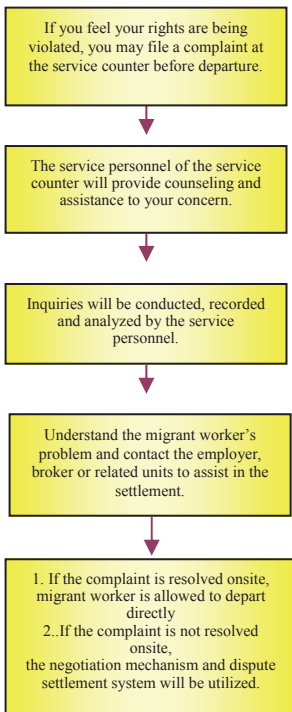 If you feel your rights are being
violated, you may file a complaint at
the service counter before departure.
The service personnel of the service
counter will provide counseling and
assistance to your concern.
Inquiries will be conducted, recorded
and analyzed by the service
personnel.
Understand the migrant worker's
problem and contact the employer,
broker or related units to assist in the
settlement.
1. If the complaint is resolved onsite,
migrant worker is allowed to depart
directly
2..If the complaint is not resolved
onsite,
the negotiation mechanism and dispute
settlement system will be utilized.